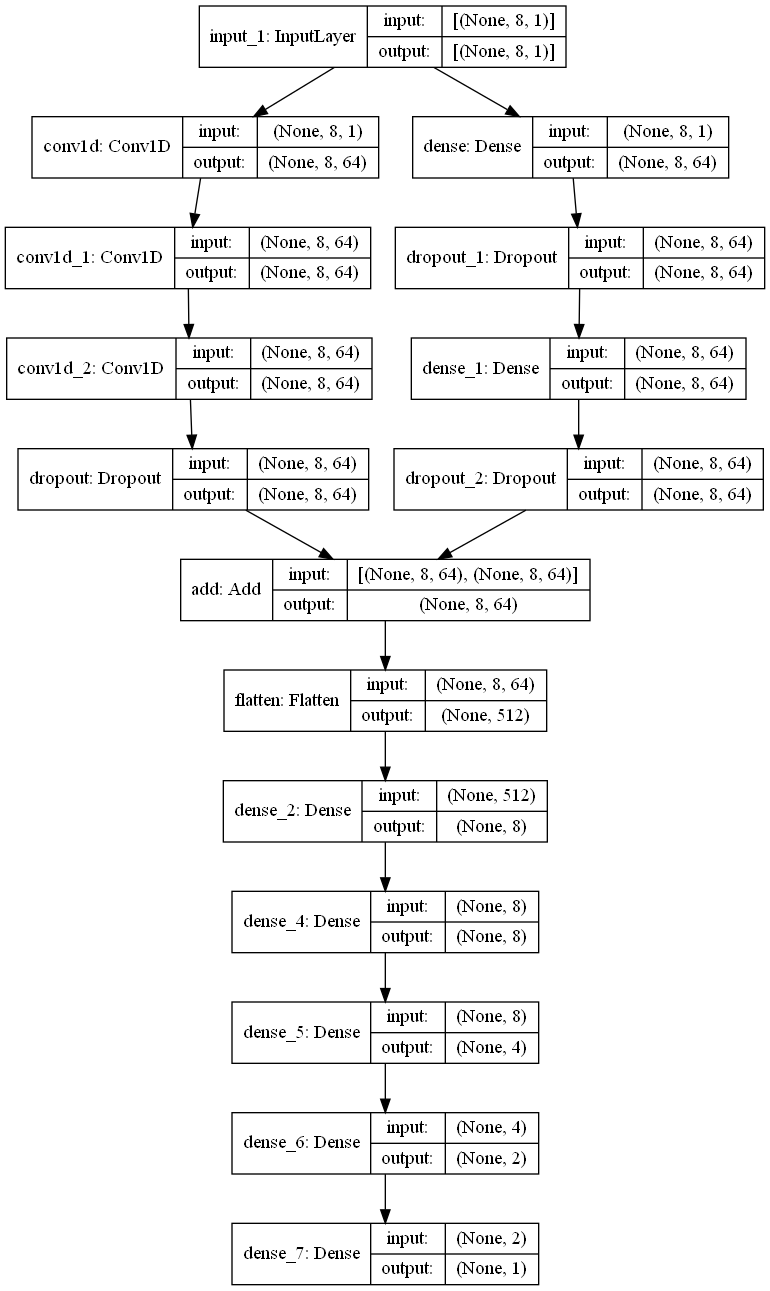 input_1: InputLayer
input: [(None, 8, 1)]
output: [(None, 8, 1)]
conv1d: Conv1D
input: (None, 8, 1)
output: (None, 8, 64)
dense: Dense
input: (None, 8, 1)
output: (None, 8, 64)
conv1d_1: Conv1D
input: (None, 8, 64)
output: (None, 8, 64)
dropout_1: Dropout
input: (None, 8, 64)
output: (None, 8, 64)
conv1d_2: Conv1D
input: (None, 8, 64)
output: (None, 8, 64)
dense_1: Dense
input: (None, 8, 64)
output: (None, 8, 64)
dropout: Dropout
input: (None, 8, 64)
output: (None, 8, 64)
dropout_2: Dropout
input: (None, 8, 64)
output: (None, 8, 64)
add: Add
input: [(None, 8, 64), (None, 8, 64)]
output: (None, 8, 64)
flatten: Flatten
input: (None, 8, 64)
output: (None, 512)
dense_2: Dense
input: (None, 512)
output: (None, 8)
dense_4: Dense
input: (None, 8)
output: (None, 8)
dense_5: Dense
input: (None, 8)
output: (None, 4)
dense_6: Dense
input: (None, 4)
output: (None, 2)
dense_7: Dense
input: (None, 2)
output: (None, 1)